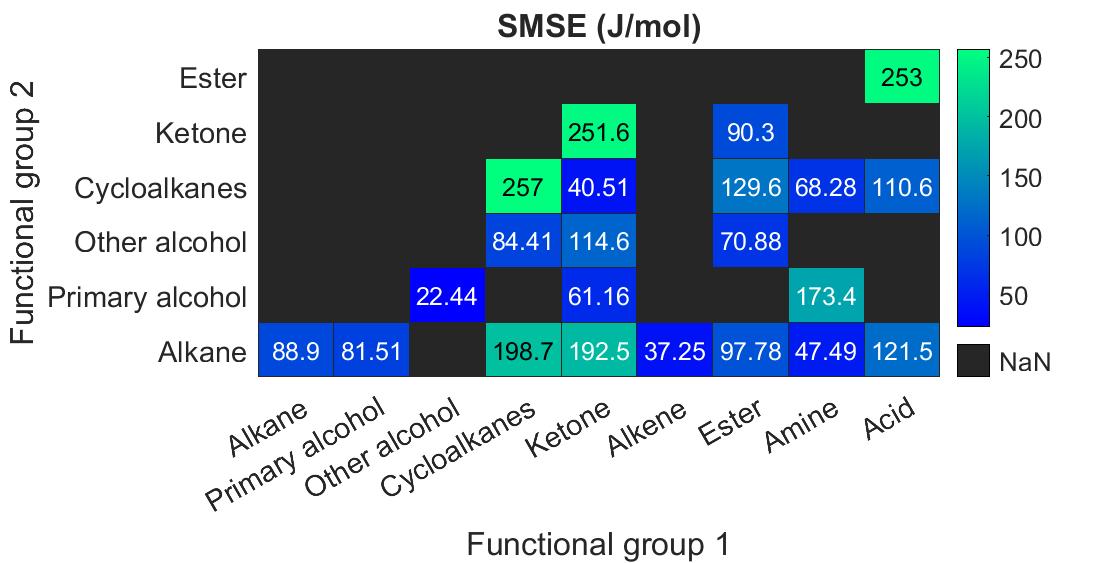 SMSE (J/mol)
Functional group 2
Ester 253
Ketone 251.6 90.3
Cycloalkanes 257 40.51 129.6 68.28 110.6
Other alcohol 84.41 114.6 70.88
Primary alcohol 22.44 61.16 173.4
Alkane 88.9 81.51 198.7 192.5 37.25 97.78 47.49 121.5
Alkane
Primary alcohol
Other alcohol
Cycloalkanes
Ketone
Alkene
Ester
Amine
Acid
Functional group 1
250
200
150
100
50
NaN